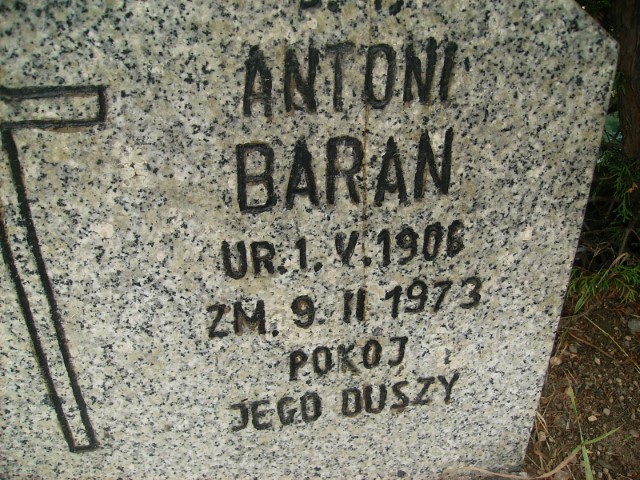 ANTONI
BARAN
UR. 1. V. 1906
ZM. 9. II 1973
POKOJ
JEGO DUSZY